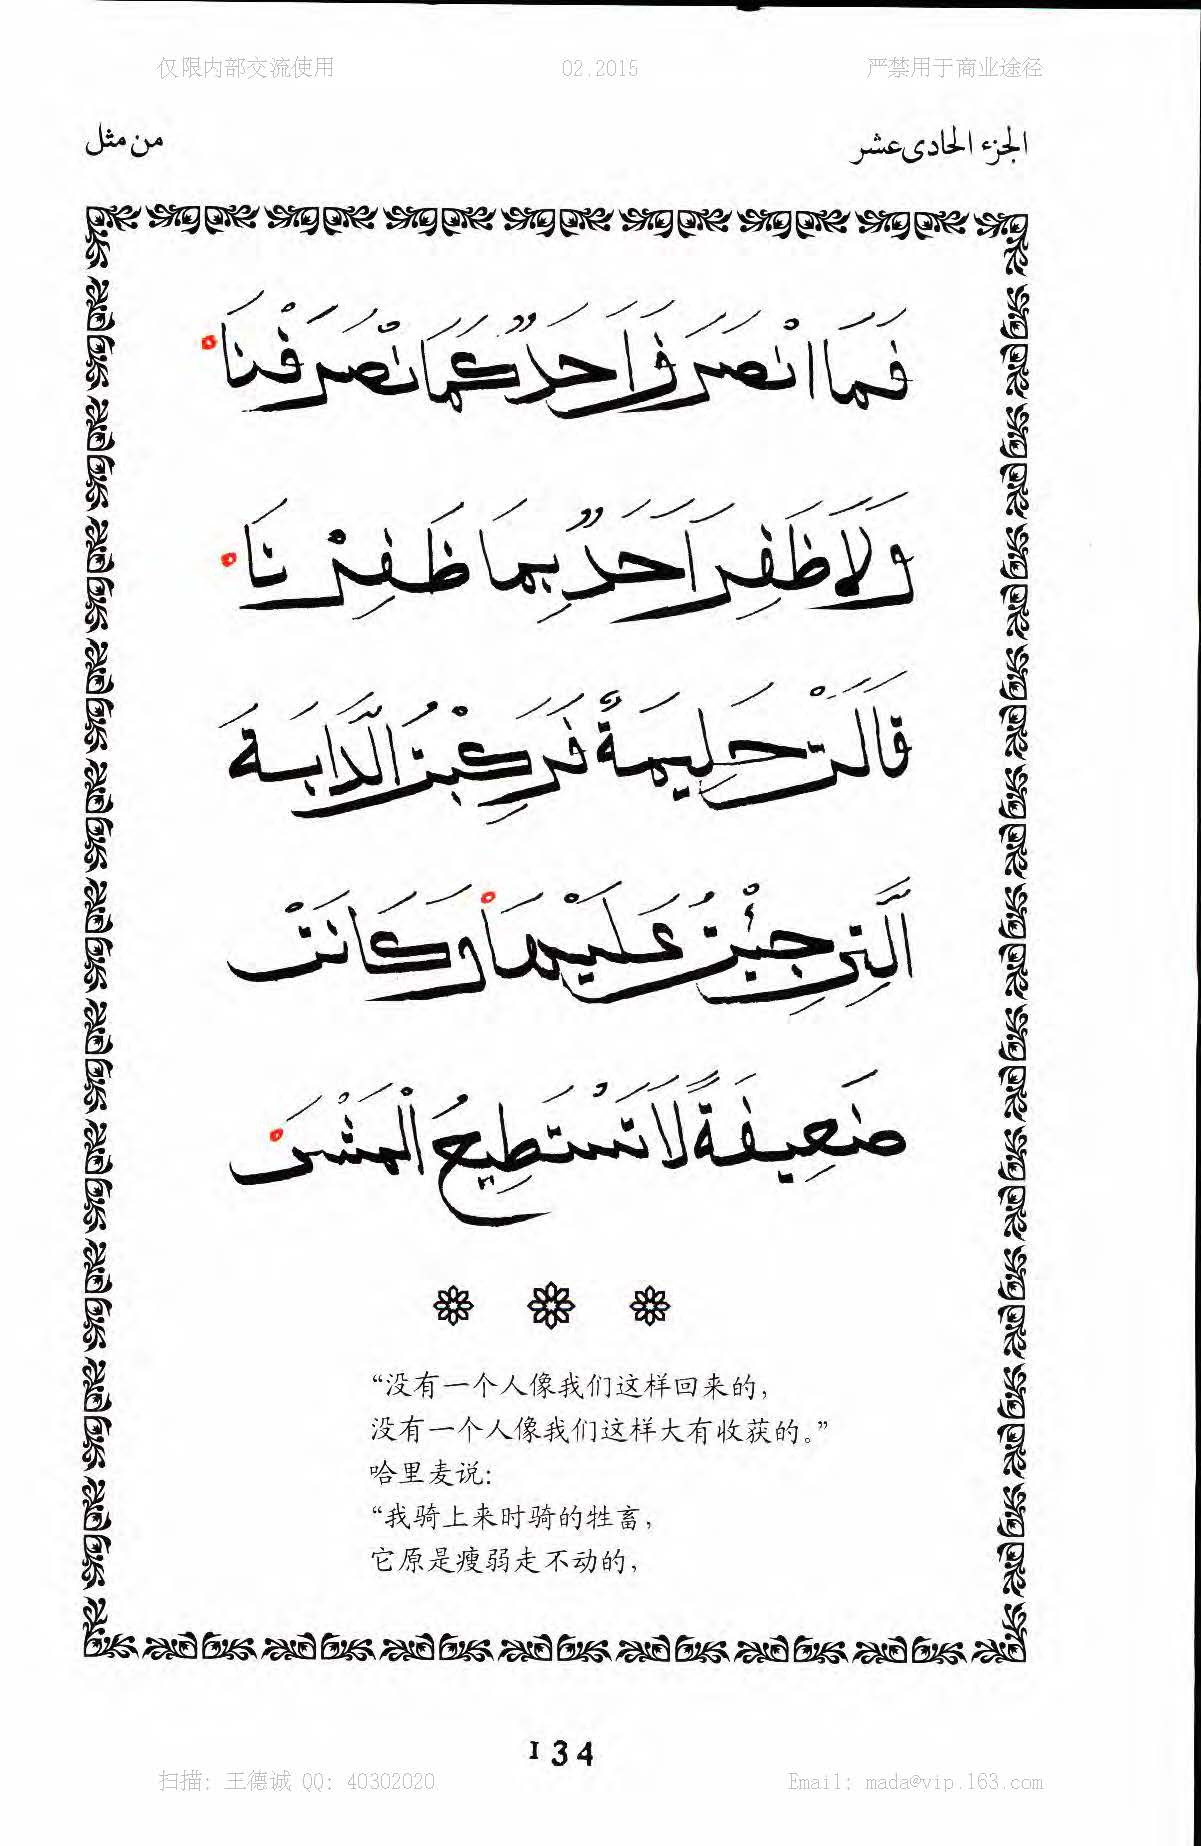 仅限内部交流使用 02.2015 严禁用于商业途径
الجزء الحادى عشر من مثل
فَمَا انْصَرَفَ اَحَدٌ كَمَا نْصَرَفْنَا
وَلَا ظَفِرَ اَحَدٌ بِمَا ظَفِرْنَا
قَالَتْ حَلِيمَةُ فَرَكِبْتُ الدَّابَةَ
الَّتِى جِئْتُ عَلَيْهَا وَكَانَتْ
ضَعِيفَةً لَا تَسْتَطِيعُ الْمَشْىَ
“没有一个人像我们这样回来的，
没有一个人像我们这样大有收获的。”
哈里麦说：
“我骑上来时骑的牲畜，
它原是瘦弱走不动的，
134
扫描: 王德诚 QQ: 40302020 Email: mada@vip.163.com